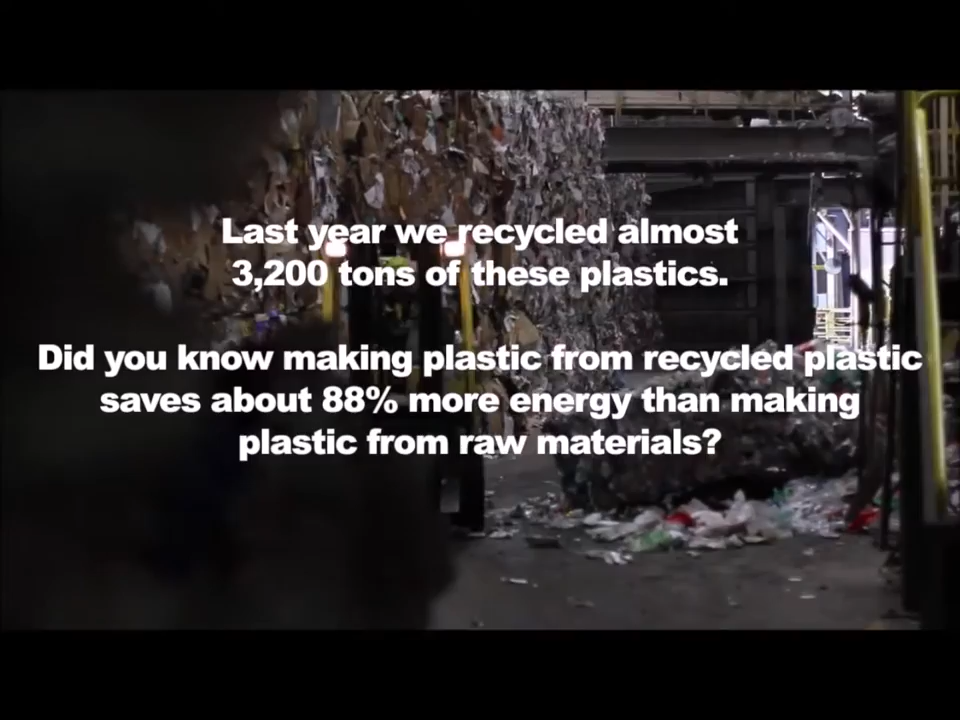 Last year we recycled almost
3,200 tons of these plastics.
Did you know making plastic from recycled plastic
saves about 88% more energy than making
plastic from raw materials?